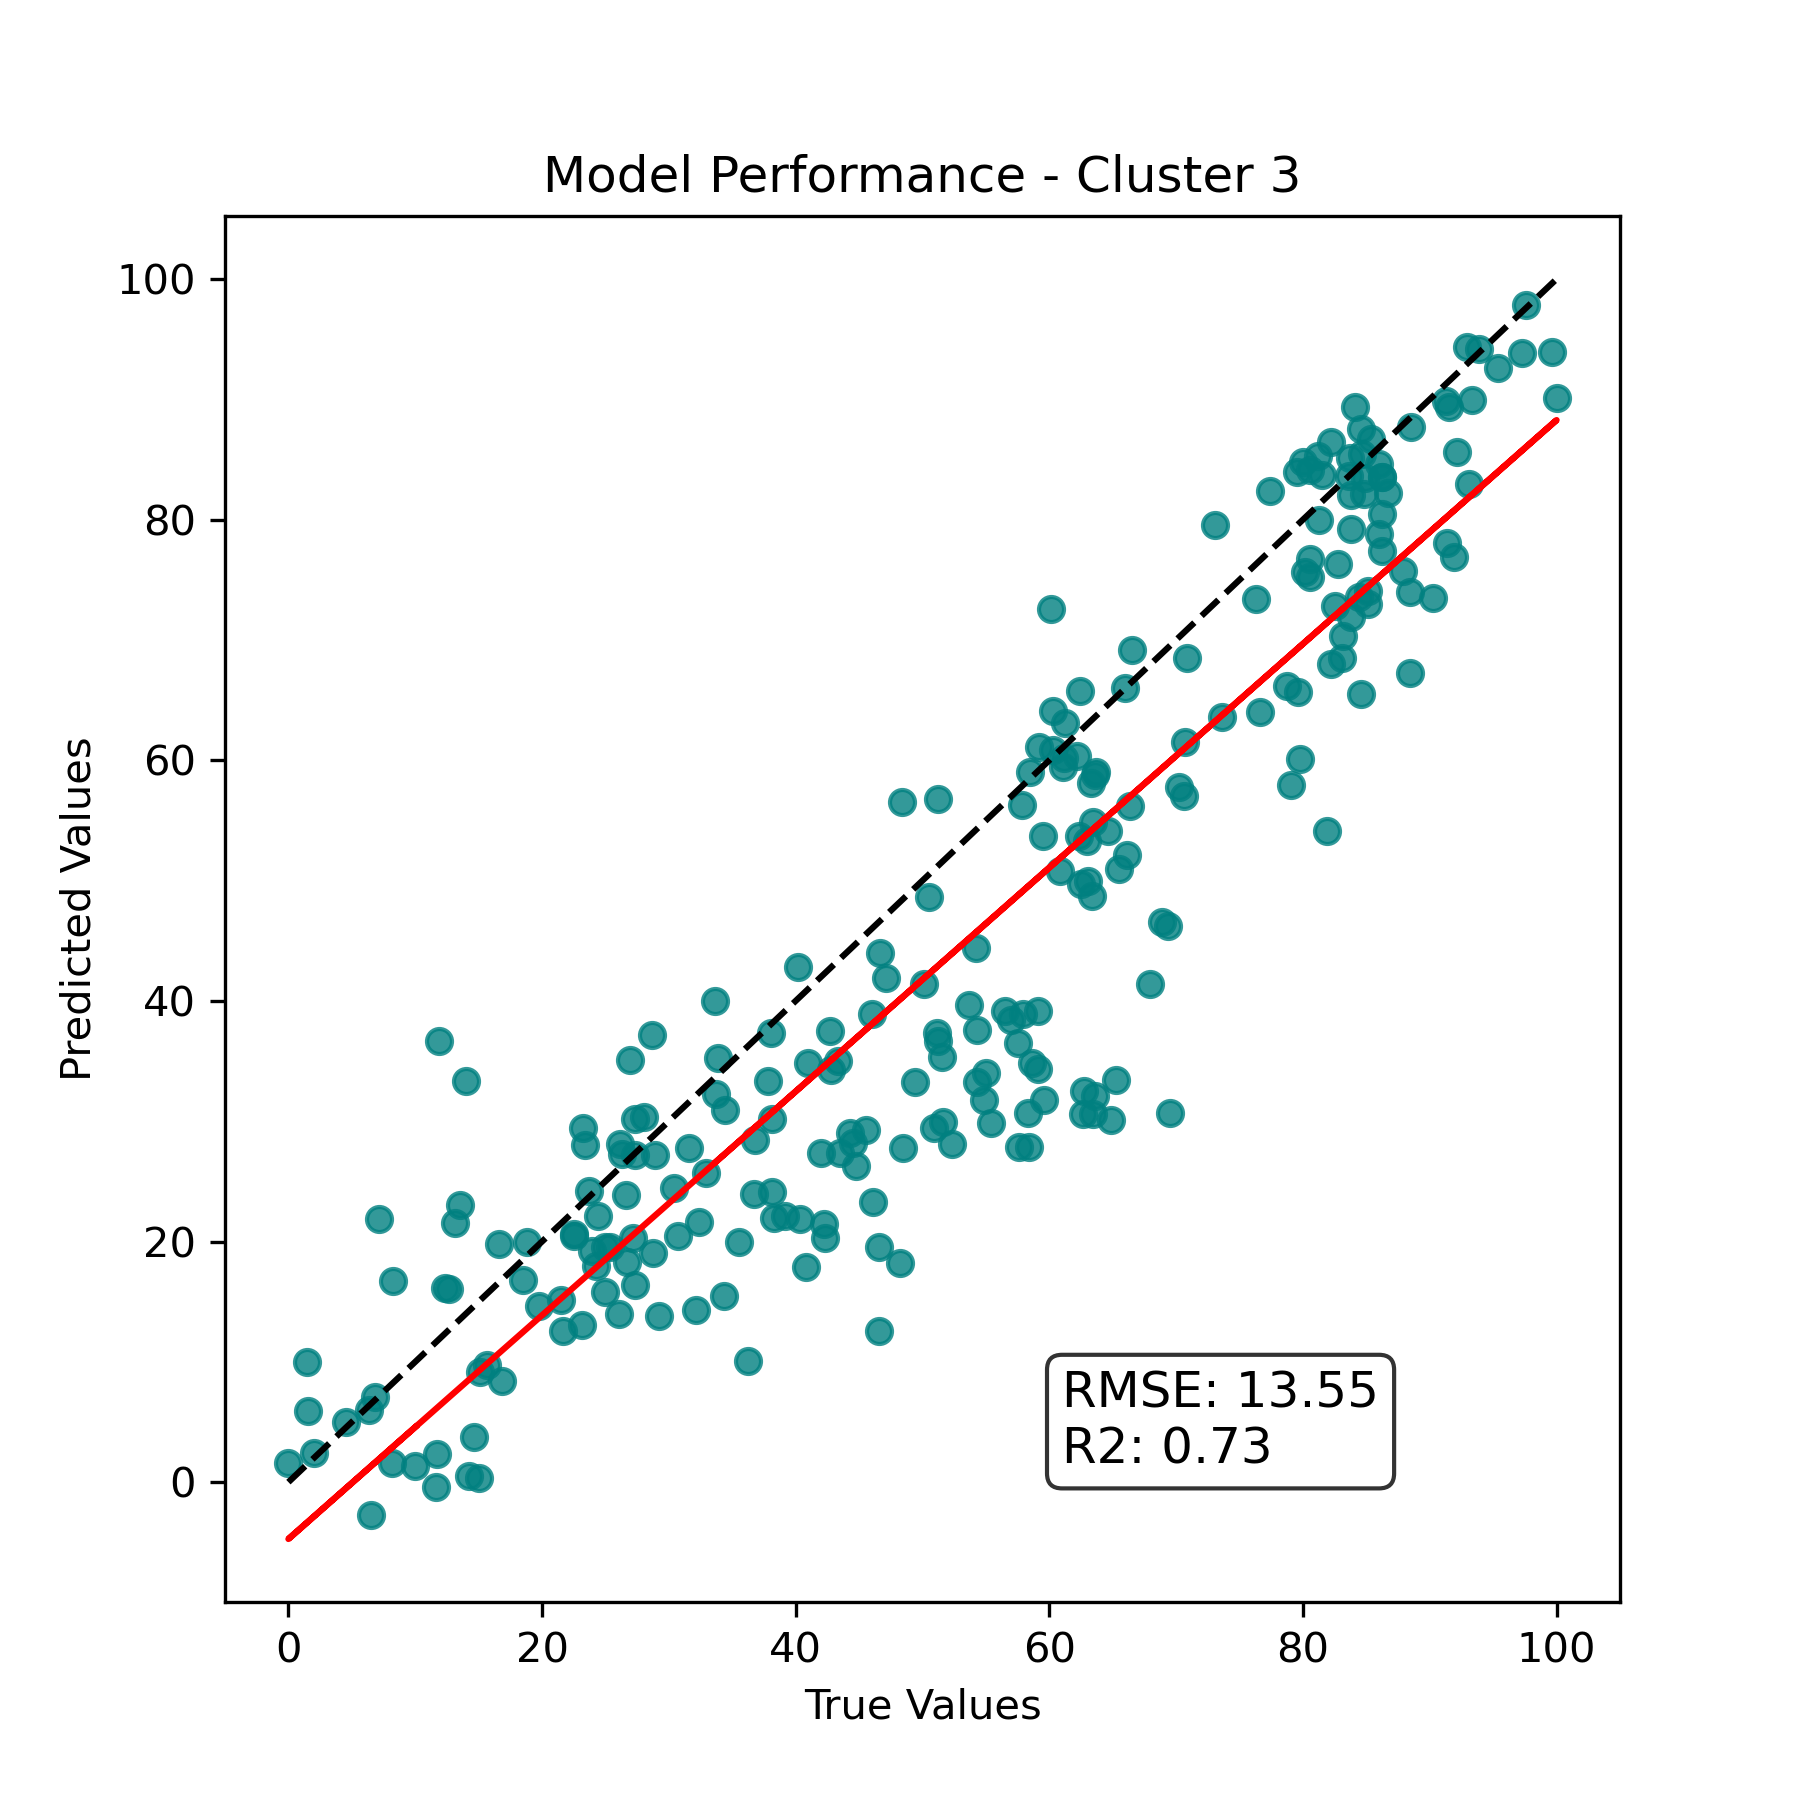 Model Performance - Cluster 3
100
80
60
40
20
0
Predicted Values
RMSE: 13.55
R2: 0.73
0 20 40 60 80 100
True Values